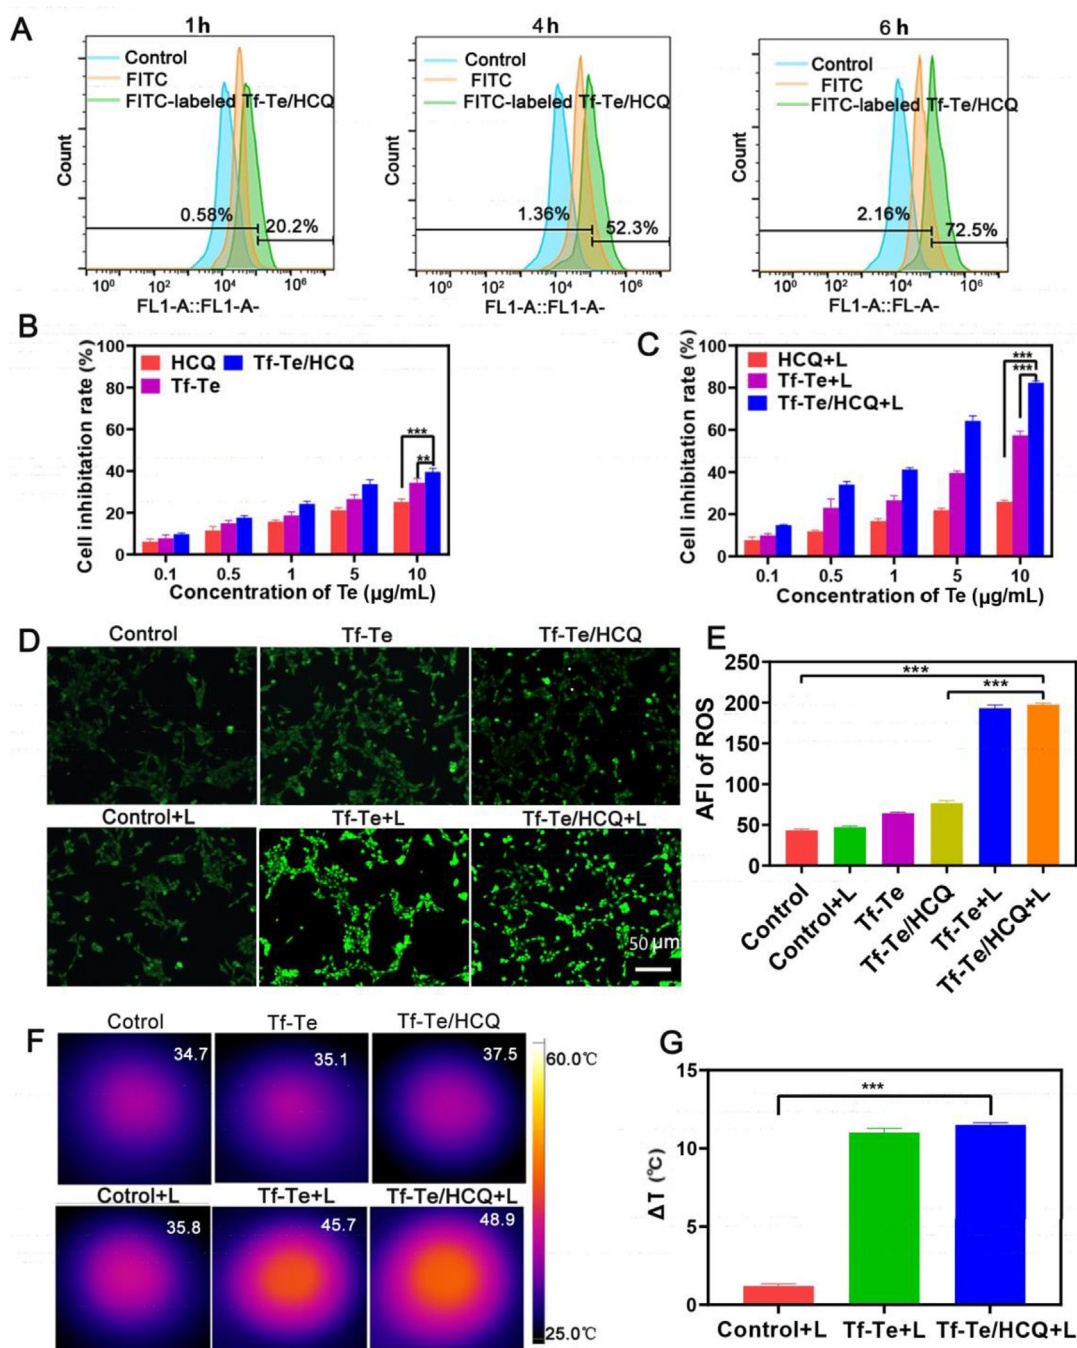 A
1h
4h
6 h
Control
FITC
FITC-labeled Tf-Te/HCQ
Count
0.58%
20.2%
10⁰ 10² 10⁴ 10⁶
FL1-A::FL1-A-
Control
FITC
FITC-labeled Tf-Te/HCQ
Count
1.36%
52.3%
10⁰ 10² 10⁴ 10⁶
FL1-A::FL1-A-
Control
FITC
FITC-labeled Tf-Te/HCQ
Count
2.16%
72.5%
10⁰ 10² 10⁴ 10⁶
FL1-A::FL-A-
B
Cell inhibitation rate (%)
100
80
60
40
20
0
HCQ
Tf-Te/HCQ
Tf-Te
***
**
0.1 0.5 1 5 10
Concentration of Te (µg/mL)
C
Cell inhibitation rate (%)
100
80
60
40
20
0
HCQ+L
Tf-Te+L
Tf-Te/HCQ+L
***
***
0.1 0.5 1 5 10
Concentration of Te (µg/mL)
D
Control
Tf-Te
Tf-Te/HCQ
Control+L
Tf-Te+L
Tf-Te/HCQ+L
50 µm
E
AFI of ROS
250
200
150
100
50
0
***
***
Control
Control+L
Tf-Te
Tf-Te/HCQ
Tf-Te+L
Tf-Te/HCQ+L
F
Cotrol
Tf-Te
Tf-Te/HCQ
34.7
35.1
37.5
60.0℃
Cotrol+L
Tf-Te+L
Tf-Te/HCQ+L
35.8
45.7
48.9
25.0℃
G
ΔT (℃)
15
10
5
0
***
Control+L
Tf-Te+L
Tf-Te/HCQ+L